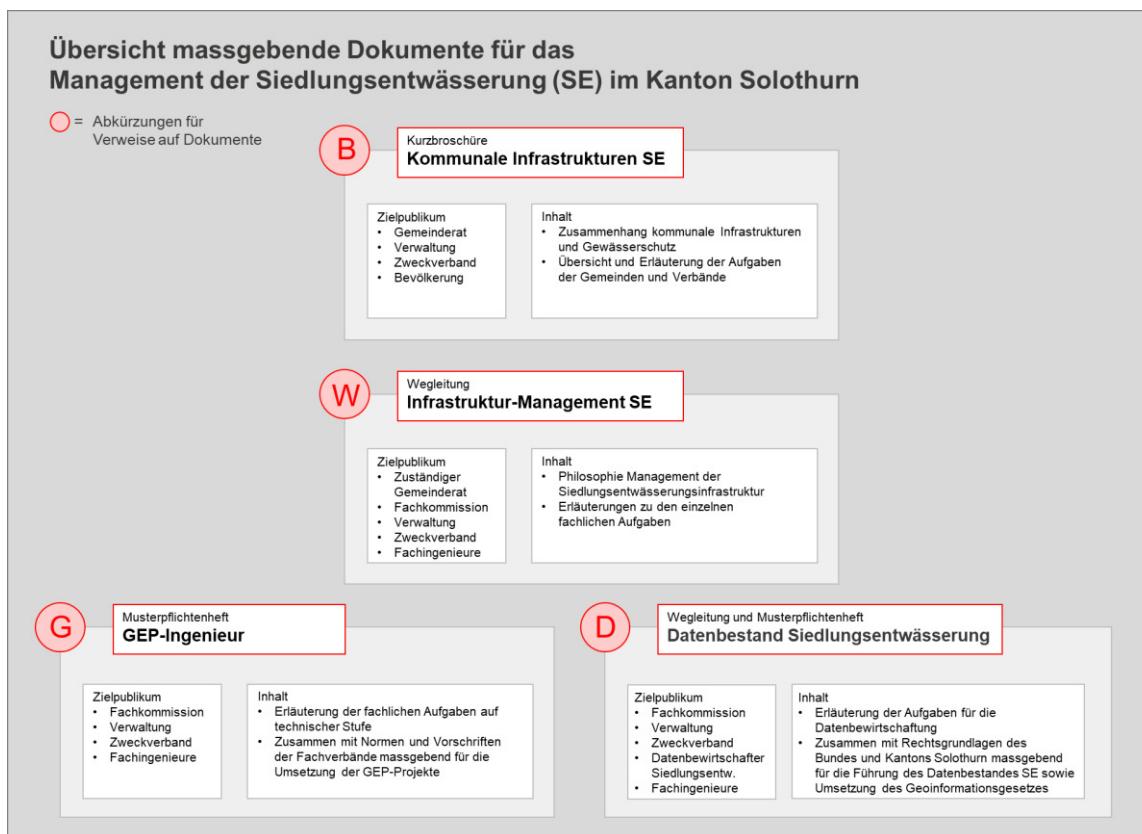 Übersicht massgebende Dokumente für das
Management der Siedlungsentwässerung (SE) im Kanton Solothurn
= Abkürzungen für
Verweise auf Dokumente
B
Kurzbroschüre
Kommunale Infrastrukturen SE
Zielpublikum
• Gemeinderat
• Verwaltung
• Zweckverband
• Bevölkerung
Inhalt
• Zusammenhang kommunale Infrastrukturen
und Gewässerschutz
• Übersicht und Erläuterung der Aufgaben
der Gemeinden und Verbände
W
Wegleitung
Infrastruktur-Management SE
Zielpublikum
• Zuständiger
Gemeinderat
• Fachkommission
• Verwaltung
• Zweckverband
• Fachingenieure
Inhalt
• Philosophie Management der
Siedlungsentwässerungsinfrastruktur
• Erläuterungen zu den einzelnen
fachlichen Aufgaben
G
Musterpflichtenheft
GEP-Ingenieur
Zielpublikum
• Fachkommission
• Verwaltung
• Zweckverband
• Fachingenieure
Inhalt
• Erläuterung der fachlichen Aufgaben auf
technischer Stufe
• Zusammen mit Normen und Vorschriften
der Fachverbände massgebend für die
Umsetzung der GEP-Projekte
D
Wegleitung und Musterpflichtenheft
Datenbestand Siedlungsentwässerung
Zielpublikum
• Fachkommission
• Verwaltung
• Zweckverband
• Datenbewirtschafter
Siedlungsentw.
• Fachingenieure
Inhalt
• Erläuterung der Aufgaben für die
Datenbewirtschaftung
• Zusammen mit Rechtsgrundlagen des
Bundes und Kantons Solothurn massgebend
für die Führung des Datenbestandes SE sowie
Umsetzung des Geoinformationsgesetzes